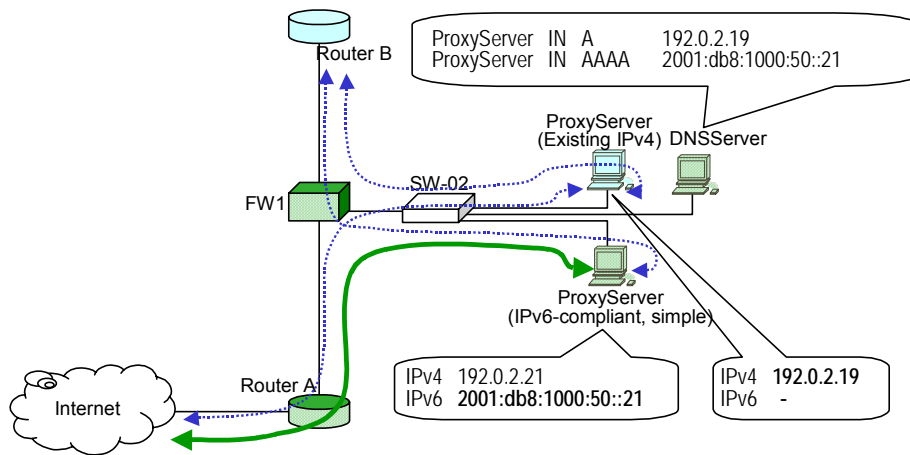 ProxyServer IN A 192.0.2.19
ProxyServer IN AAAA 2001:db8:1000:50::21
Router B
ProxyServer
(Existing IPv4)
DNSServer
SW-02
FW1
ProxyServer
(IPv6-compliant, simple)
Router A
Internet
IPv4 192.0.2.21
IPv6 2001:db8:1000:50::21
IPv4 192.0.2.19
IPv6 -